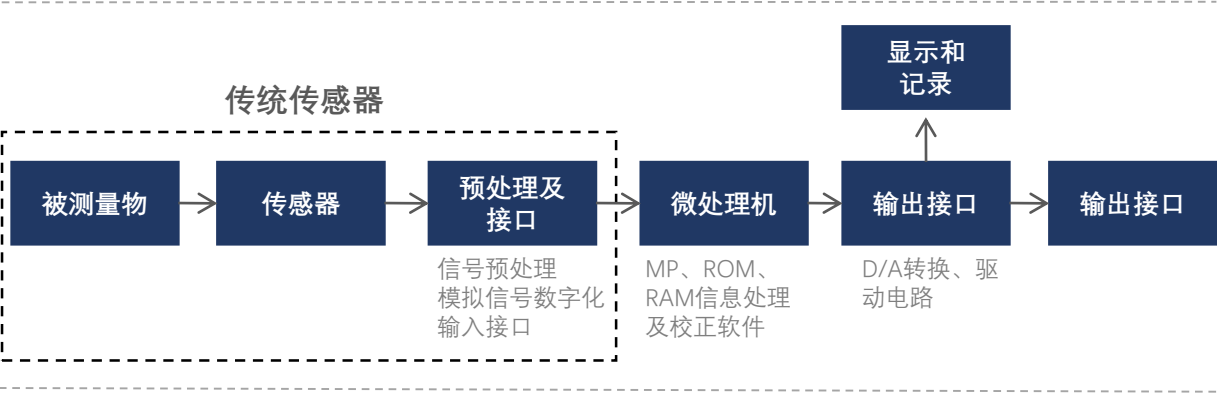 显示和
记录
传统传感器
被测量物
传感器
预处理及
接口
微处理机
输出接口
输出接口
信号预处理
模拟信号数字化
输入接口
MP、ROM、
RAM信息处理
及校正软件
D/A转换、驱
动电路